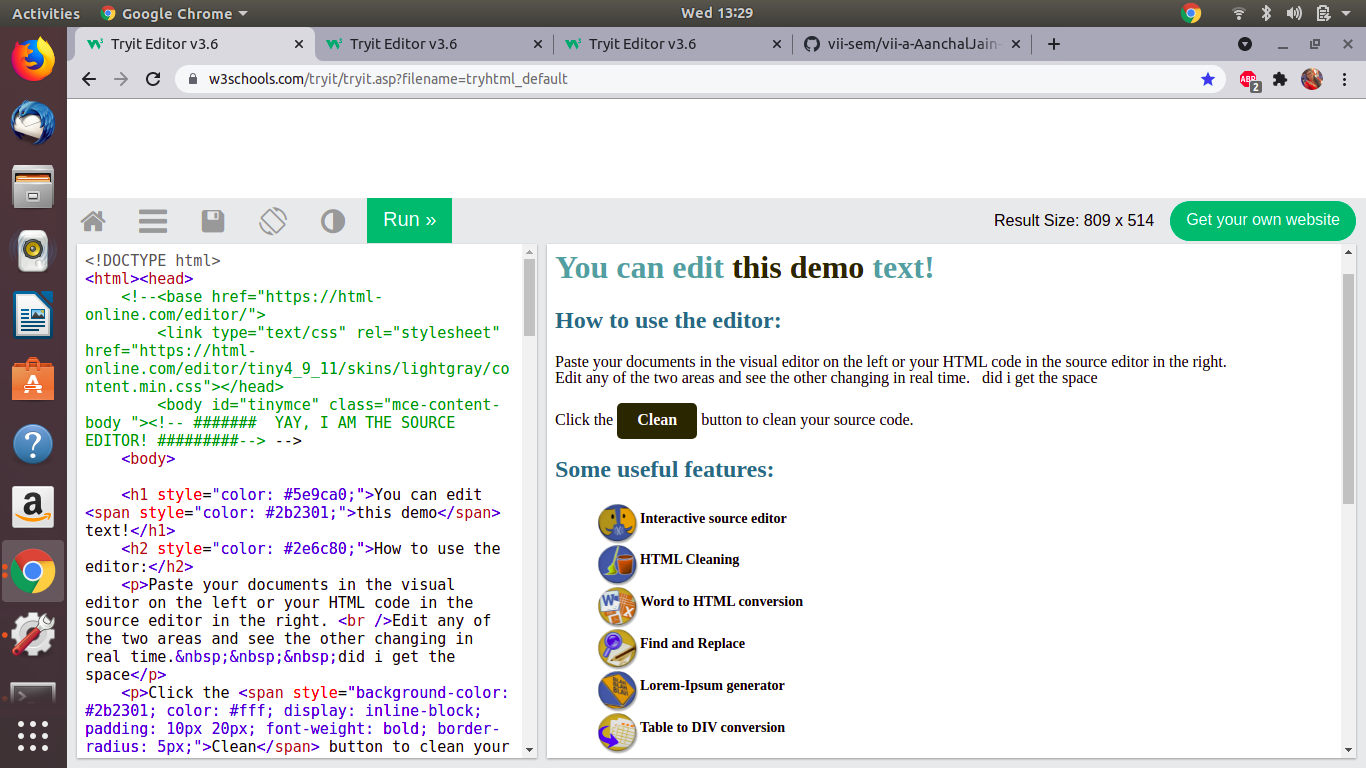 Activities
Google Chrome
Wed 13:29
Tryit Editor v3.6
Tryit Editor v3.6
Tryit Editor v3.6
vii-sem/vii-a-AanchalJain-
w3schools.com/tryit/tryit.asp?filename=tryhtml_default
ABP
2
Run »
Result Size: 809 x 514
Get your own website
<!DOCTYPE html>
<html><head>
<!--<base href="https://html-
online.com/editor/">
<link type="text/css" rel="stylesheet"
href="https://html-
online.com/editor/tiny4_9_11/skins/lightgray/co
ntent.min.css"></head>
<body id="tinymce" class="mce-content-
body "><!-- ####### YAY, I AM THE SOURCE
EDITOR! #########--> -->
<body>
<h1 style="color: #5e9ca0;">You can edit
<span style="color: #2b2301;">this demo</span>
text!</h1>
<h2 style="color: #2e6c80;">How to use the
editor:</h2>
<p>Paste your documents in the visual
editor on the left or your HTML code in the
source editor in the right. <br />Edit any of
the two areas and see the other changing in
real time.&nbsp;&nbsp;&nbsp;did i get the
space</p>
<p>Click the <span style="background-color:
#2b2301; color: #fff; display: inline-block;
padding: 10px 20px; font-weight: bold; border-
radius: 5px;">Clean</span> button to clean your
You can edit this demo text!
How to use the editor:
Paste your documents in the visual editor on the left or your HTML code in the source editor in the right.
Edit any of the two areas and see the other changing in real time.   did i get the space
Click the Clean button to clean your source code.
Some useful features:
Interactive source editor
HTML Cleaning
Word to HTML conversion
Find and Replace
Lorem-Ipsum generator
Table to DIV conversion